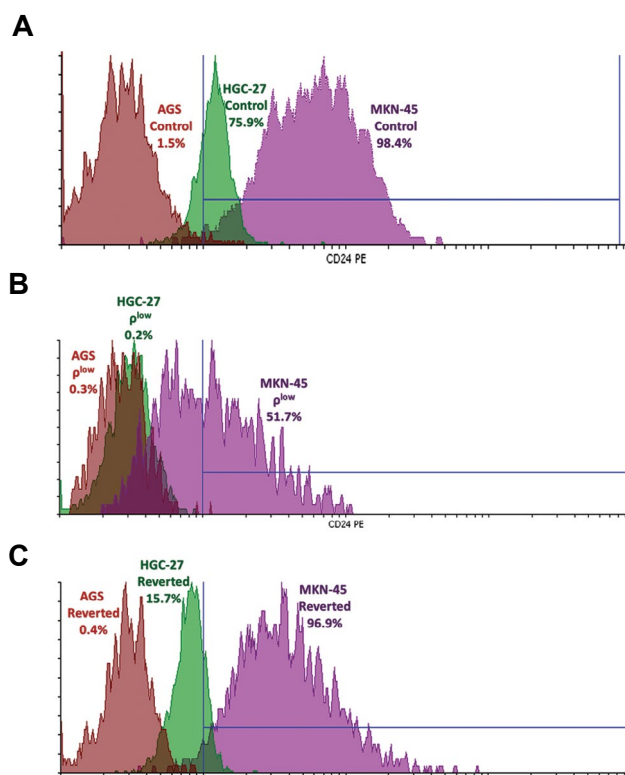 A
AGS
Control
1.5%
HGC-27
Control
75.9%
MKN-45
Control
98.4%
CD24 PE
B
HGC-27
ρlow
0.2%
AGS
ρlow
0.3%
MKN-45
ρlow
51.7%
CD24 PE
C
HGC-27
Reverted
15.7%
AGS
Reverted
0.4%
MKN-45
Reverted
96.9%